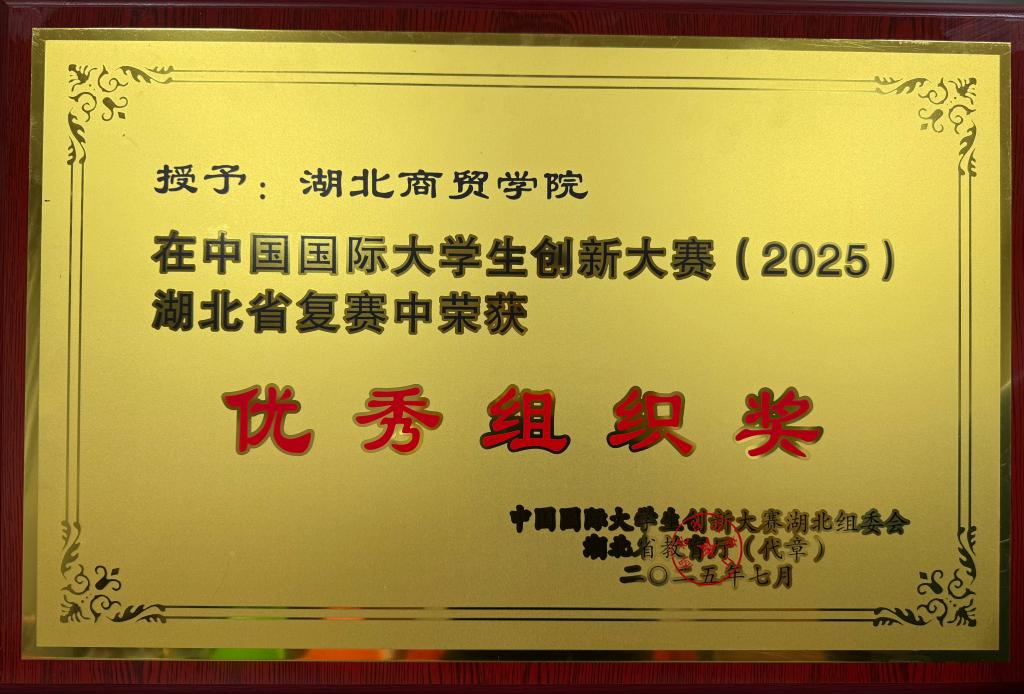 授予：湖北商贸学院
在中国国际大学生创新大赛（2025）
湖北省复赛中荣获
优秀组织奖
中国国际大学生创新大赛湖北组委会
湖北省教育厅（代章）
二〇二五年七月